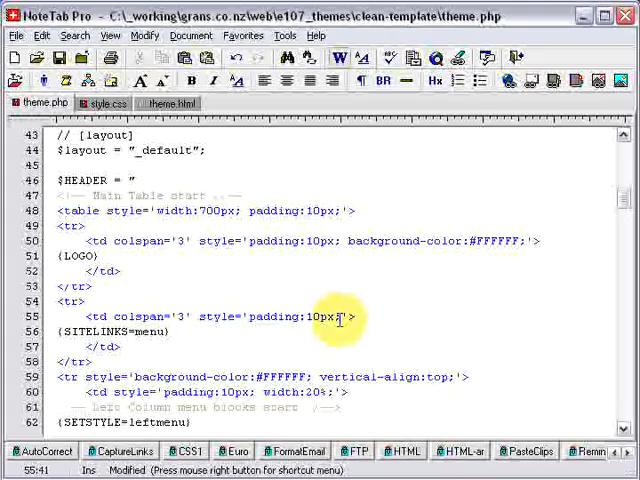 NoteTab Pro - C:\_working\grans.co.nz\web\e107_themes\clean-template\theme.php
File Edit Search View Modify Document Favorites Tools Help
W
A A B I A ¶ BR Hx
theme.php style.css theme.html
43 // [layout]
44 $layout = "_default";
45
46 $HEADER = "
47 <!-- Main Table start -->
48 <table style='width:700px; padding:10px;'>
49 <tr>
50 <td colspan='3' style='padding:10px; background-color:#FFFFFF;'>
51 {LOGO}
52 </td>
53 </tr>
54 <tr>
55 <td colspan='3' style='padding:10px;'>
56 {SITELINKS=menu}
57 </td>
58 </tr>
59 <tr style='background-color:#FFFFFF; vertical-align:top;'>
60 <td style='padding:10px; width:20%;'>
61 <!-- Left Column menu blocks start -->
62 {SETSTYLE=leftmenu}
AutoCorrect CaptureLinks CSS1 Euro FormatEmail FTP HTML HTML-ar PasteClips Remin
55:41 Ins Modified (Press mouse right button for shortcut menu)